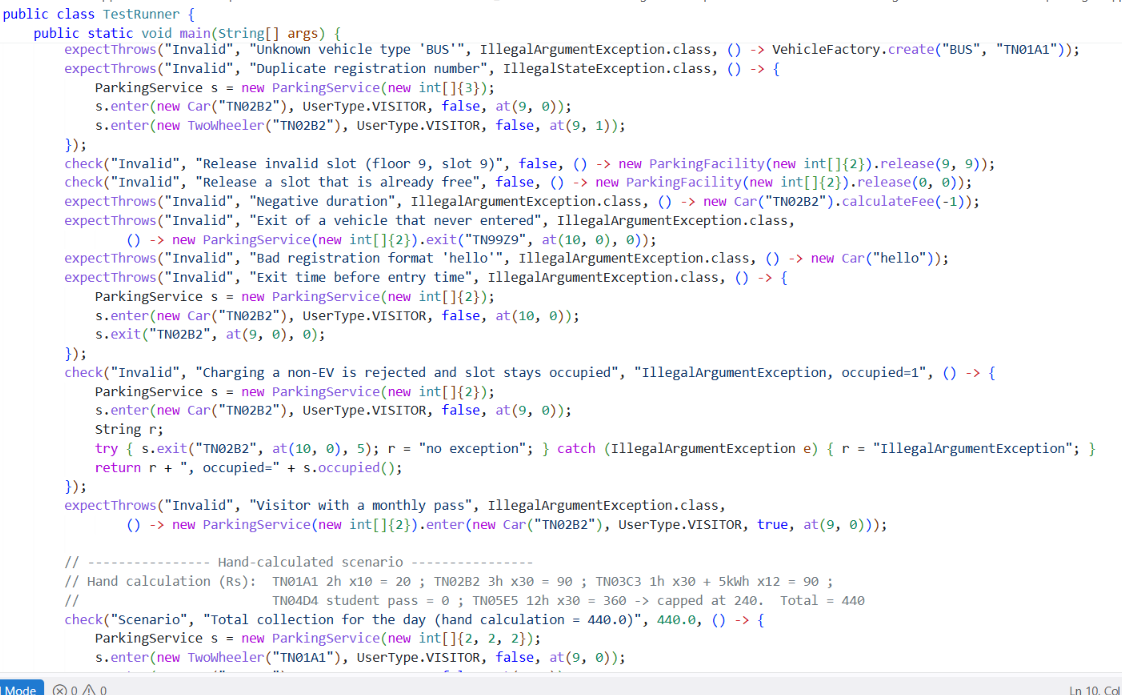 public class TestRunner {
    public static void main(String[] args) {
        expectThrows("Invalid", "Unknown vehicle type 'BUS'", IllegalArgumentException.class, () -> VehicleFactory.create("BUS", "TN01A1"));
        expectThrows("Invalid", "Duplicate registration number", IllegalStateException.class, () -> {
            ParkingService s = new ParkingService(new int[]{3});
            s.enter(new Car("TN02B2"), UserType.VISITOR, false, at(9, 0));
            s.enter(new TwoWheeler("TN02B2"), UserType.VISITOR, false, at(9, 1));
        });
        check("Invalid", "Release invalid slot (floor 9, slot 9)", false, () -> new ParkingFacility(new int[]{2}).release(9, 9));
        check("Invalid", "Release a slot that is already free", false, () -> new ParkingFacility(new int[]{2}).release(0, 0));
        expectThrows("Invalid", "Negative duration", IllegalArgumentException.class, () -> new Car("TN02B2").calculateFee(-1));
        expectThrows("Invalid", "Exit of a vehicle that never entered", IllegalArgumentException.class,
                () -> new ParkingService(new int[]{2}).exit("TN99Z9", at(10, 0), 0));
        expectThrows("Invalid", "Bad registration format 'hello'", IllegalArgumentException.class, () -> new Car("hello"));
        expectThrows("Invalid", "Exit time before entry time", IllegalArgumentException.class, () -> {
            ParkingService s = new ParkingService(new int[]{2});
            s.enter(new Car("TN02B2"), UserType.VISITOR, false, at(10, 0));
            s.exit("TN02B2", at(9, 0), 0);
        });
        check("Invalid", "Charging a non-EV is rejected and slot stays occupied", "IllegalArgumentException, occupied=1", () -> {
            ParkingService s = new ParkingService(new int[]{2});
            s.enter(new Car("TN02B2"), UserType.VISITOR, false, at(9, 0));
            String r;
            try { s.exit("TN02B2", at(10, 0), 5); r = "no exception"; } catch (IllegalArgumentException e) { r = "IllegalArgumentException"; }
            return r + ", occupied=" + s.occupied();
        });
        expectThrows("Invalid", "Visitor with a monthly pass", IllegalArgumentException.class,
                () -> new ParkingService(new int[]{2}).enter(new Car("TN02B2"), UserType.VISITOR, true, at(9, 0)));
        // --------------- Hand-calculated scenario ---------------
        // Hand calculation (Rs):  TN01A1 2h x10 = 20 ; TN02B2 3h x30 = 90 ; TN03C3 1h x30 + 5kWh x12 = 90 ;
        //                         TN04D4 student pass = 0 ; TN05E5 12h x30 = 360 -> capped at 240.  Total = 440
        check("Scenario", "Total collection for the day (hand calculation = 440.0)", 440.0, () -> {
            ParkingService s = new ParkingService(new int[]{2, 2, 2});
            s.enter(new TwoWheeler("TN01A1"), UserType.VISITOR, false, at(9, 0));
Mode 0 0 Ln 10, Col